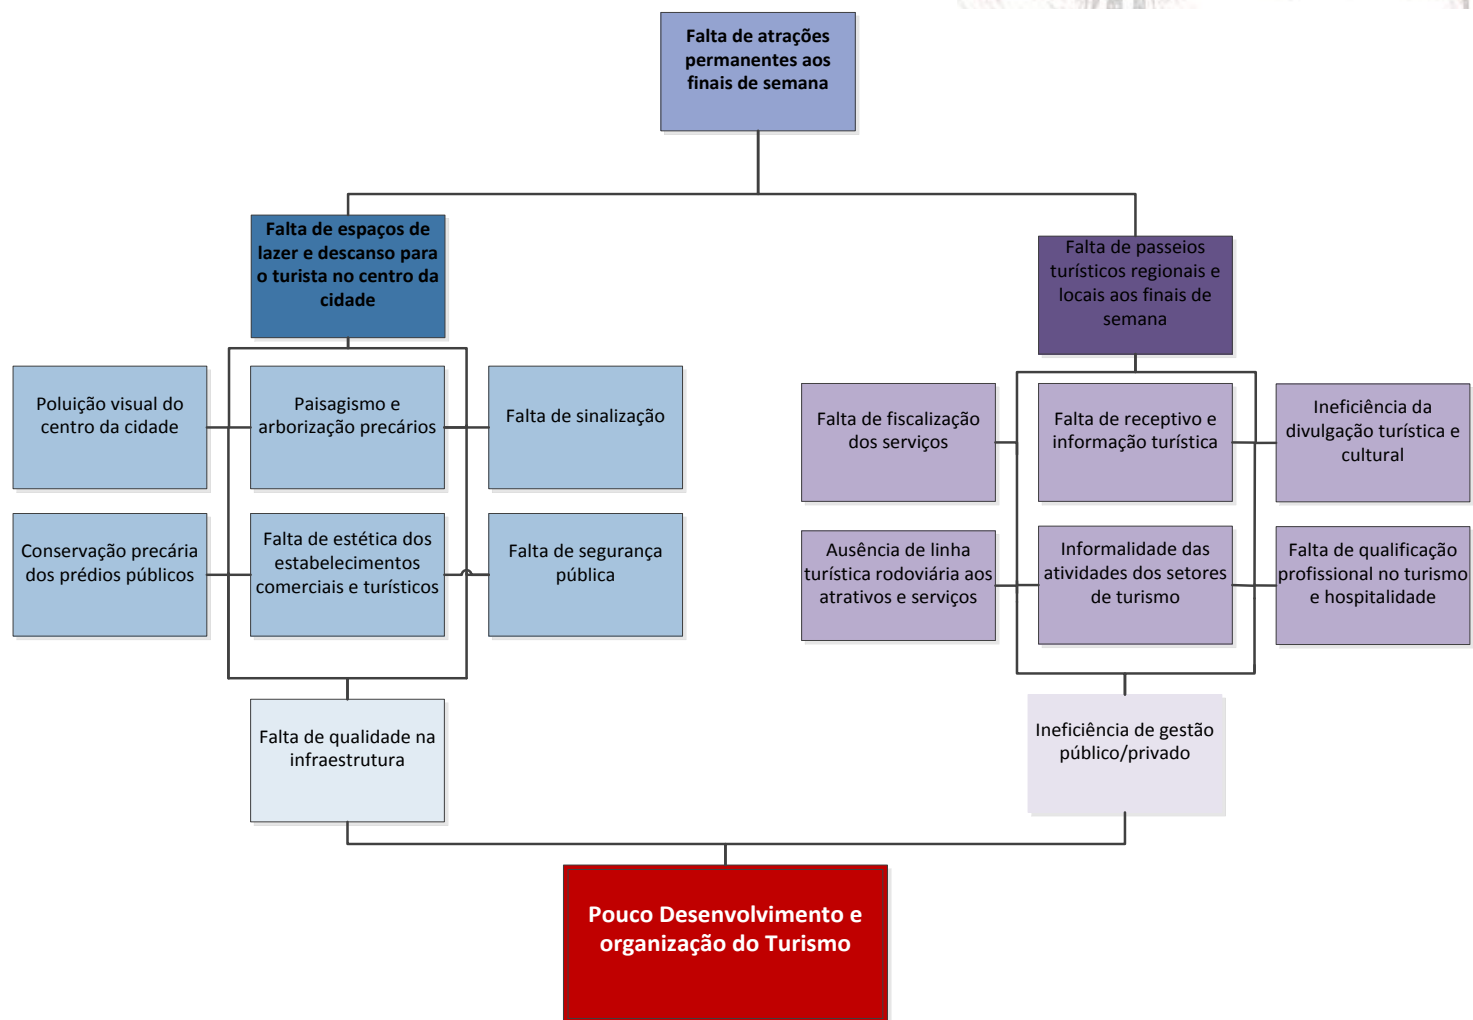 Falta de atrações
permanentes aos
finais de semana
Falta de espaços de
lazer e descanso para
o turista no centro da
cidade
Falta de passeios
turísticos regionais e
locais aos finais de
semana
Poluição visual do
centro da cidade
Paisagismo e
arborização precários
Falta de sinalização
Falta de fiscalização
dos serviços
Falta de receptivo e
informação turística
Ineficiência da
divulgação turística e
cultural
Conservação precária
dos prédios públicos
Falta de estética dos
estabelecimentos
comerciais e turísticos
Falta de segurança
pública
Ausência de linha
turística rodoviária aos
atrativos e serviços
Informalidade das
atividades dos setores
de turismo
Falta de qualificação
profissional no turismo
e hospitalidade
Falta de qualidade na
infraestrutura
Ineficiência de gestão
público/privado
Pouco Desenvolvimento e
organização do Turismo